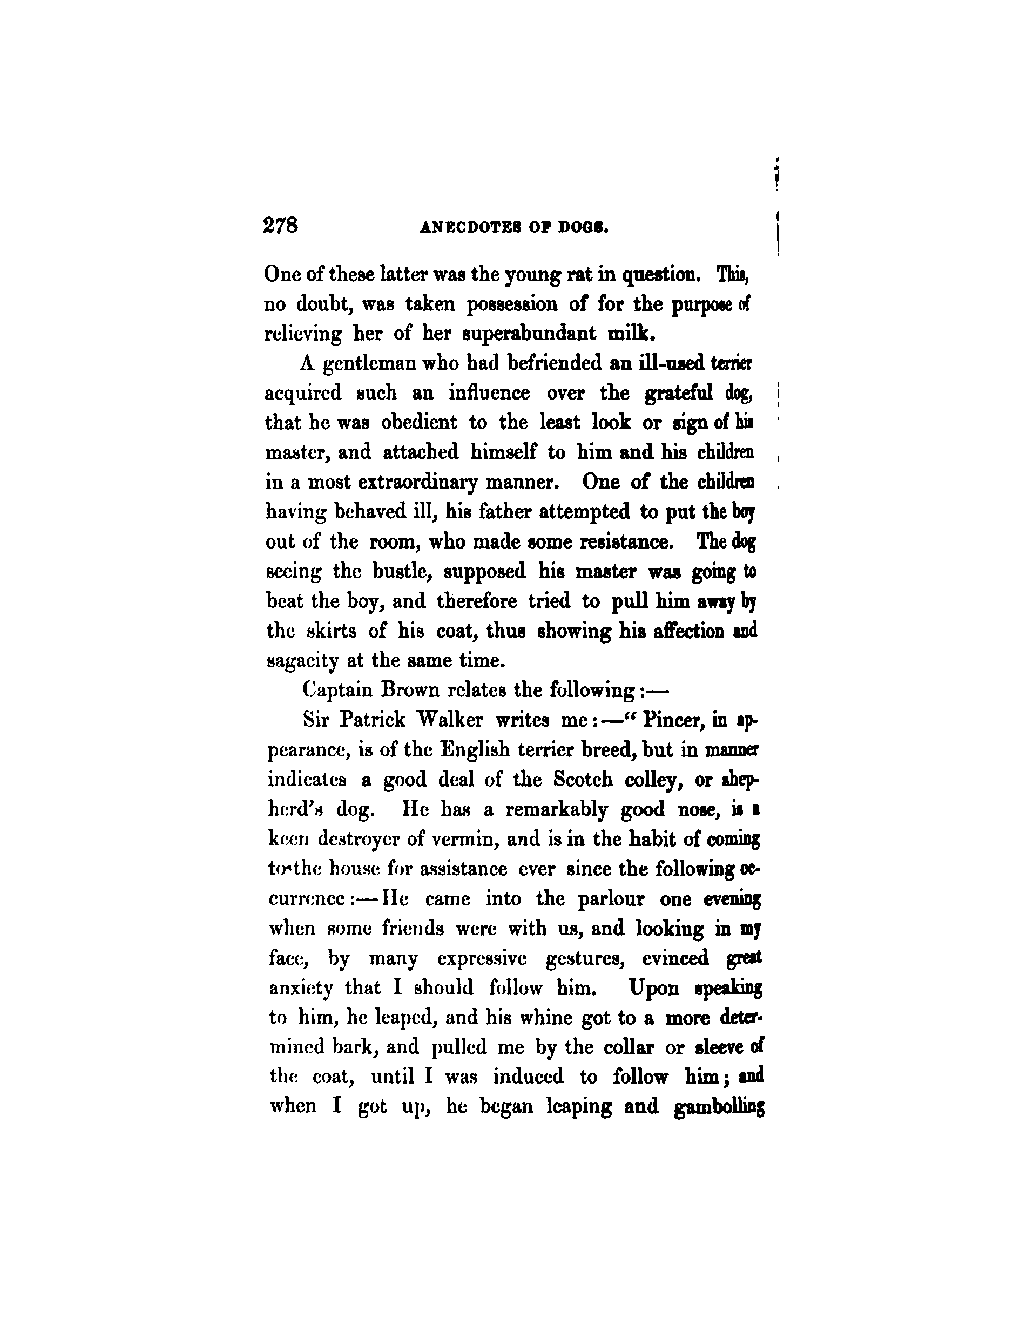 278 ANECDOTES OF DOGS.
One of these latter was the young rat in question. This,
no doubt, was taken possession of for the purpose of
relieving her of her superabundant milk.
A gentleman who had befriended an ill-used terrier
acquired such an influence over the grateful dog,
that he was obedient to the least look or sign of his
master, and attached himself to him and his children
in a most extraordinary manner. One of the children
having behaved ill, his father attempted to put the boy
out of the room, who made some resistance. The dog
seeing the bustle, supposed his master was going to
beat the boy, and therefore tried to pull him away by
the skirts of his coat, thus showing his affection and
sagacity at the same time.
Captain Brown relates the following:—
Sir Patrick Walker writes me:—“Pincer, in ap-
pearance, is of the English terrier breed, but in manner
indicates a good deal of the Scotch colley, or shep-
herd's dog. He has a remarkably good nose, is a
keen destroyer of vermin, and is in the habit of coming
to the house for assistance ever since the following oc-
currence:—He came into the parlour one evening
when some friends were with us, and looking in my
face, by many expressive gestures, evinced great
anxiety that I should follow him. Upon speaking
to him, he leaped, and his whine got to a more deter-
mined bark, and pulled me by the collar or sleeve of
the coat, until I was induced to follow him; and
when I got up, he began leaping and gambolling